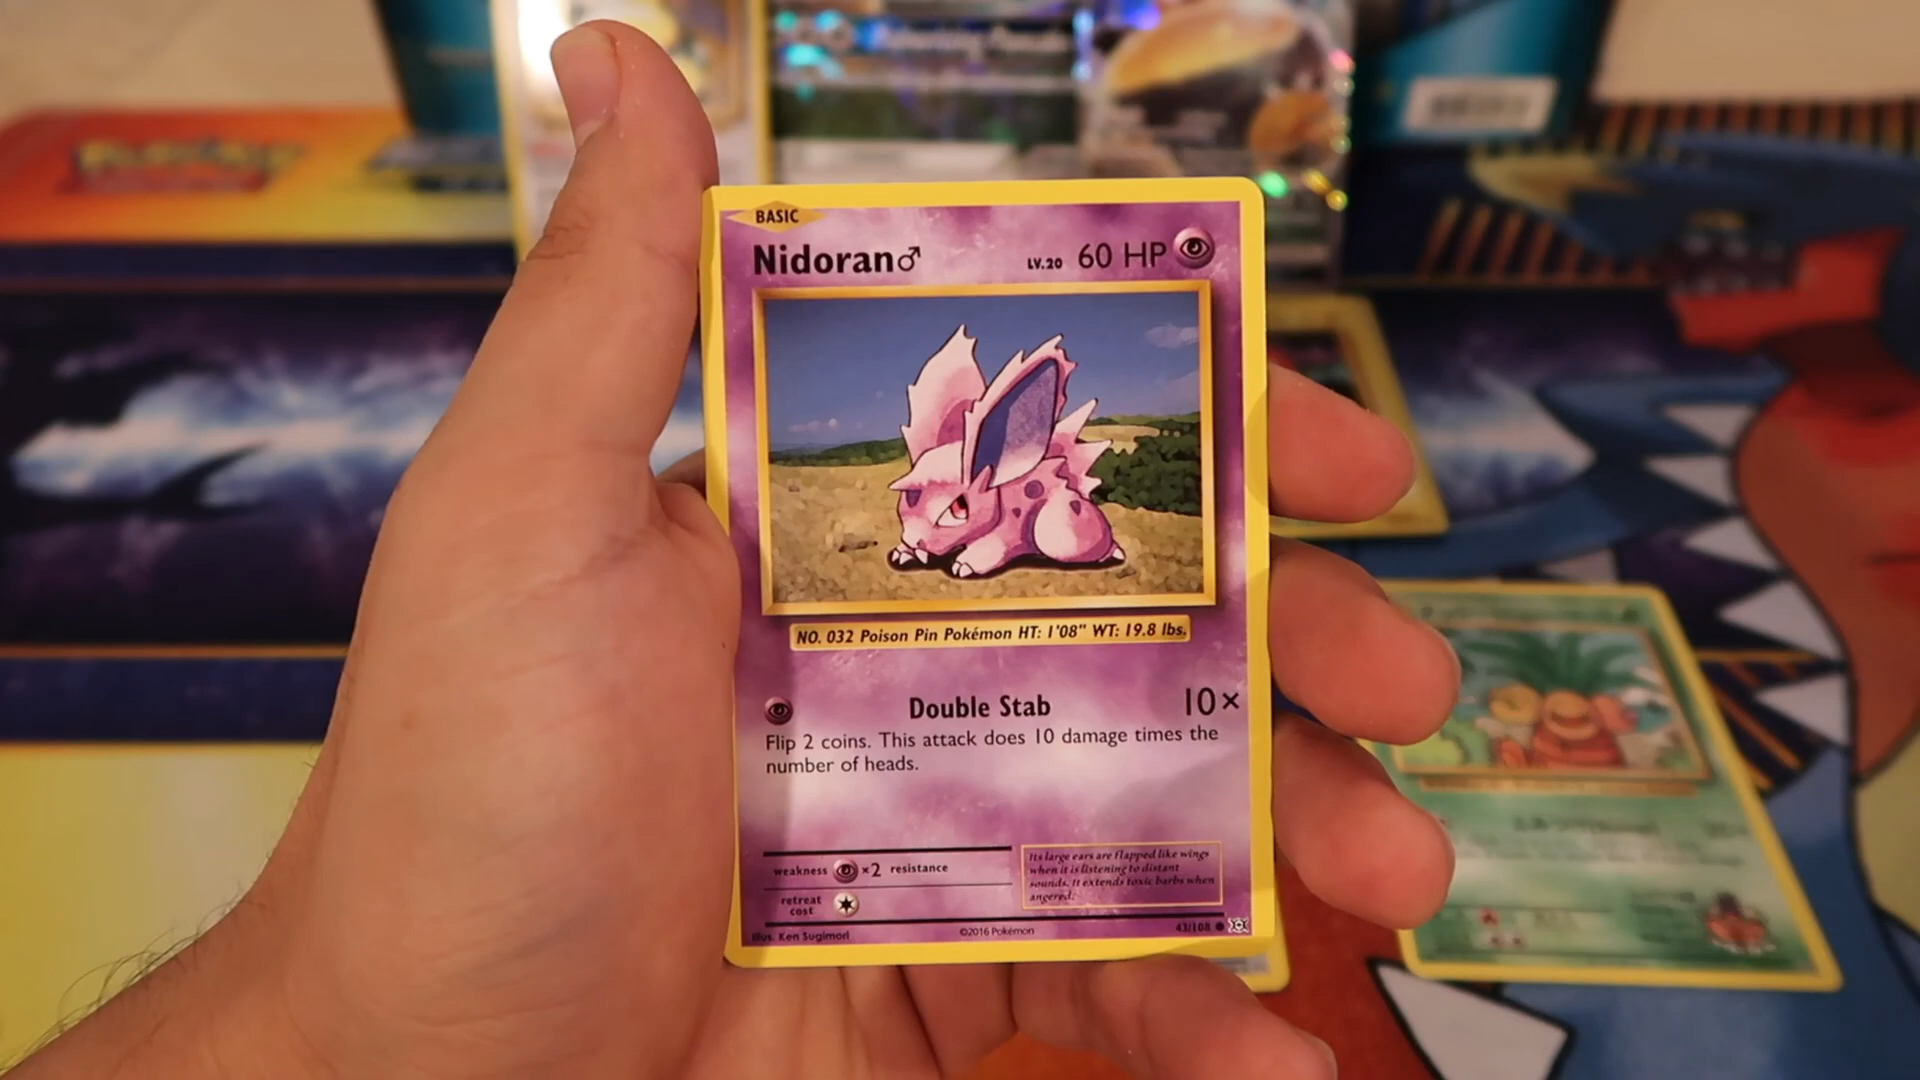 BASIC
Nidoran♂ LV.20 60 HP
NO. 032 Poison Pin Pokémon HT: 1'08" WT: 19.8 lbs.
Double Stab 10×
Flip 2 coins. This attack does 10 damage times the
number of heads.
weakness ×2 resistance
retreat
cost
Its large ears are flapped like wings
when it is listening to distant
sounds. It extends toxic barbs when
angered.
Illus. Ken Sugimori ©2016 Pokémon 43/108